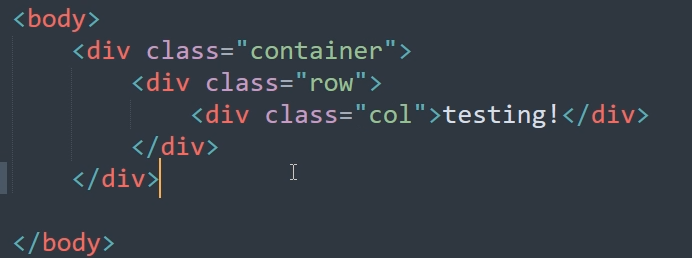 <body>
    <div class="container">
        <div class="row">
            <div class="col">testing!</div>
        </div>
    </div>

</body>